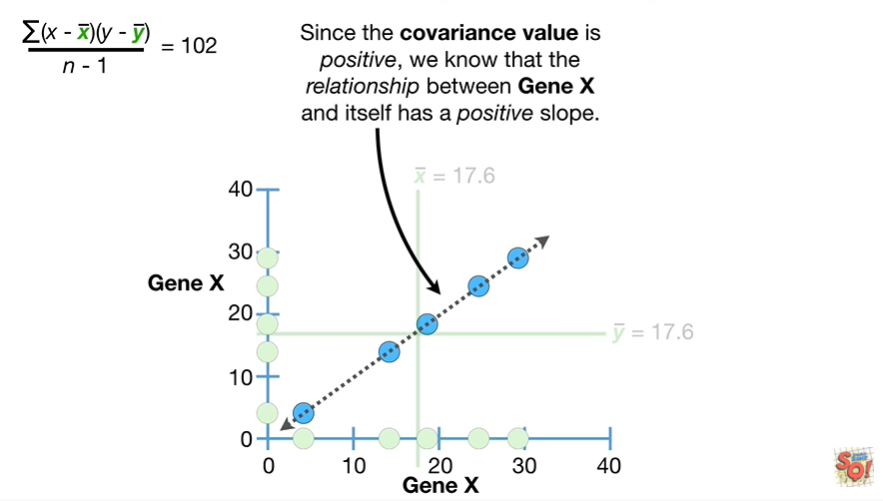 ∑(x - x̄)(y - ȳ)
n - 1
= 102
Since the covariance value is
positive, we know that the
relationship between Gene X
and itself has a positive slope.
x̄ = 17.6
40
30
Gene X
20
ȳ = 17.6
10
0
0 10 20 30 40
Gene X
SQ!